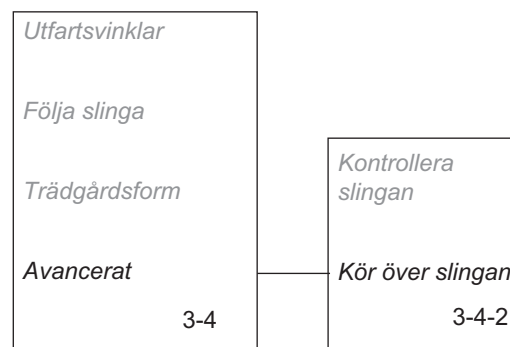 Utfartsvinklar
Följa slinga
Trädgårdsform
Avancerat
3-4
Kontrollera
slingan
Kör över slingan
3-4-2